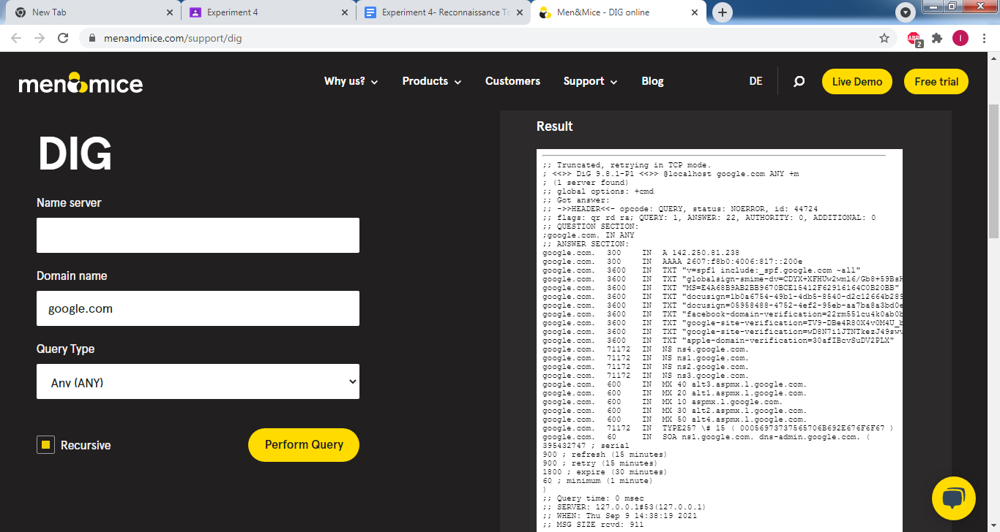 New Tab
Experiment 4
Experiment 4- Reconnaissance To
Men&Mice - DIG online
menandmice.com/support/dig
ABP
2
I
men&mice
Why us?
Products
Customers
Support
Blog
DE
Live Demo
Free trial
DIG
Name server
Domain name
google.com
Query Type
Any (ANY)
Recursive
Perform Query
Result
;; Truncated, retrying in TCP mode.
; <<>> DiG 9.8.1-P1 <<>> @localhost google.com ANY +m
; (1 server found)
;; global options: +cmd
;; Got answer:
;; ->>HEADER<<- opcode: QUERY, status: NOERROR, id: 44724
;; flags: qr rd ra; QUERY: 1, ANSWER: 22, AUTHORITY: 0, ADDITIONAL: 0
;; QUESTION SECTION:
;google.com. IN ANY
;; ANSWER SECTION:
google.com. 300 IN A 142.250.81.238
google.com. 300 IN AAAA 2607:f8b0:4006:817::200e
google.com. 3600 IN TXT "v=spf1 include:_spf.google.com ~all"
google.com. 3600 IN TXT "globalsign-smime-dv=CDYX+XFHUw2wml6/Gb8+59BsH
google.com. 3600 IN TXT "MS=E4A68B9AB2BB9670BCE15412F62916164C0B20BB"
google.com. 3600 IN TXT "docusign=1b0a6754-49b1-4db5-8540-d2c12664b289
google.com. 3600 IN TXT "docusign=05958488-4752-4ef2-95eb-aa7ba8a3bd0e
google.com. 3600 IN TXT "facebook-domain-verification=22rm551cu4k0ab0b
google.com. 3600 IN TXT "google-site-verification=TV9-DBe4R80X4v0M4U_b
google.com. 3600 IN TXT "google-site-verification=wD8N7i1JTNTkezJ49swv
google.com. 3600 IN TXT "apple-domain-verification=30afIBcvSuDV2PLX"
google.com. 71172 IN NS ns4.google.com.
google.com. 71172 IN NS ns1.google.com.
google.com. 71172 IN NS ns2.google.com.
google.com. 71172 IN NS ns3.google.com.
google.com. 600 IN MX 40 alt3.aspmx.l.google.com.
google.com. 600 IN MX 20 alt1.aspmx.l.google.com.
google.com. 600 IN MX 10 aspmx.l.google.com.
google.com. 600 IN MX 30 alt2.aspmx.l.google.com.
google.com. 600 IN MX 50 alt4.aspmx.l.google.com.
google.com. 71172 IN TYPE257 \# 15 ( 00056973737565706B692E676F6F67 )
google.com. 60 IN SOA ns1.google.com. dns-admin.google.com. (
395432747 ; serial
900 ; refresh (15 minutes)
900 ; retry (15 minutes)
1800 ; expire (30 minutes)
60 ; minimum (1 minute)
)
;; Query time: 0 msec
;; SERVER: 127.0.0.1#53(127.0.0.1)
;; WHEN: Thu Sep 9 14:38:19 2021
;; MSG SIZE rcvd: 911